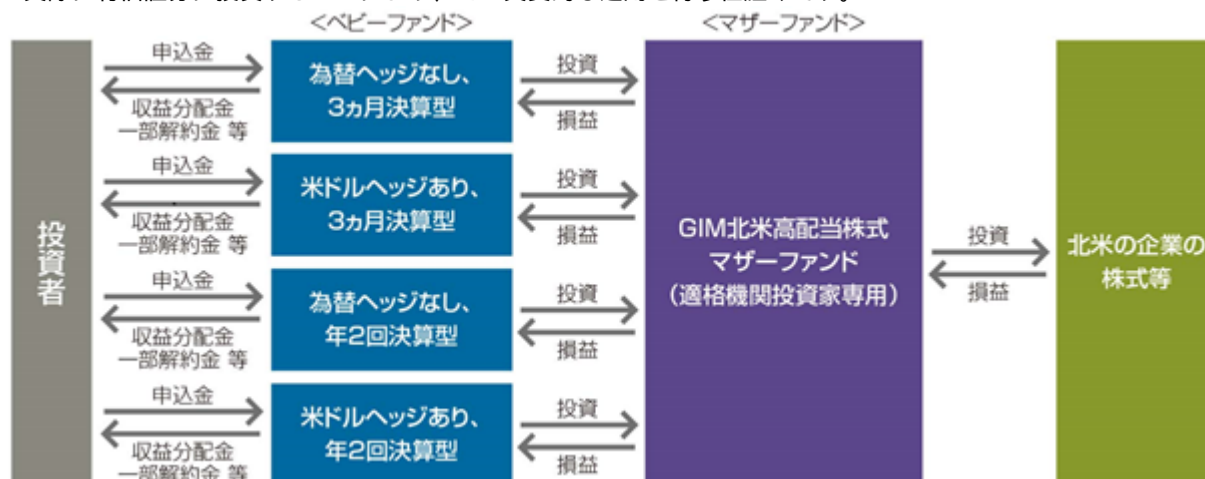 <ベビーファンド>
<マザーファンド>
投資者
申込金
収益分配金
一部解約金 等
為替ヘッジなし、
3ヵ月決算型
投資
損益
申込金
収益分配金
一部解約金 等
米ドルヘッジあり、
3ヵ月決算型
投資
損益
申込金
収益分配金
一部解約金 等
為替ヘッジなし、
年2回決算型
投資
損益
申込金
収益分配金
一部解約金 等
米ドルヘッジあり、
年2回決算型
投資
損益
GIM北米高配当株式
マザーファンド
(適格機関投資家専用)
投資
損益
北米の企業の
株式等